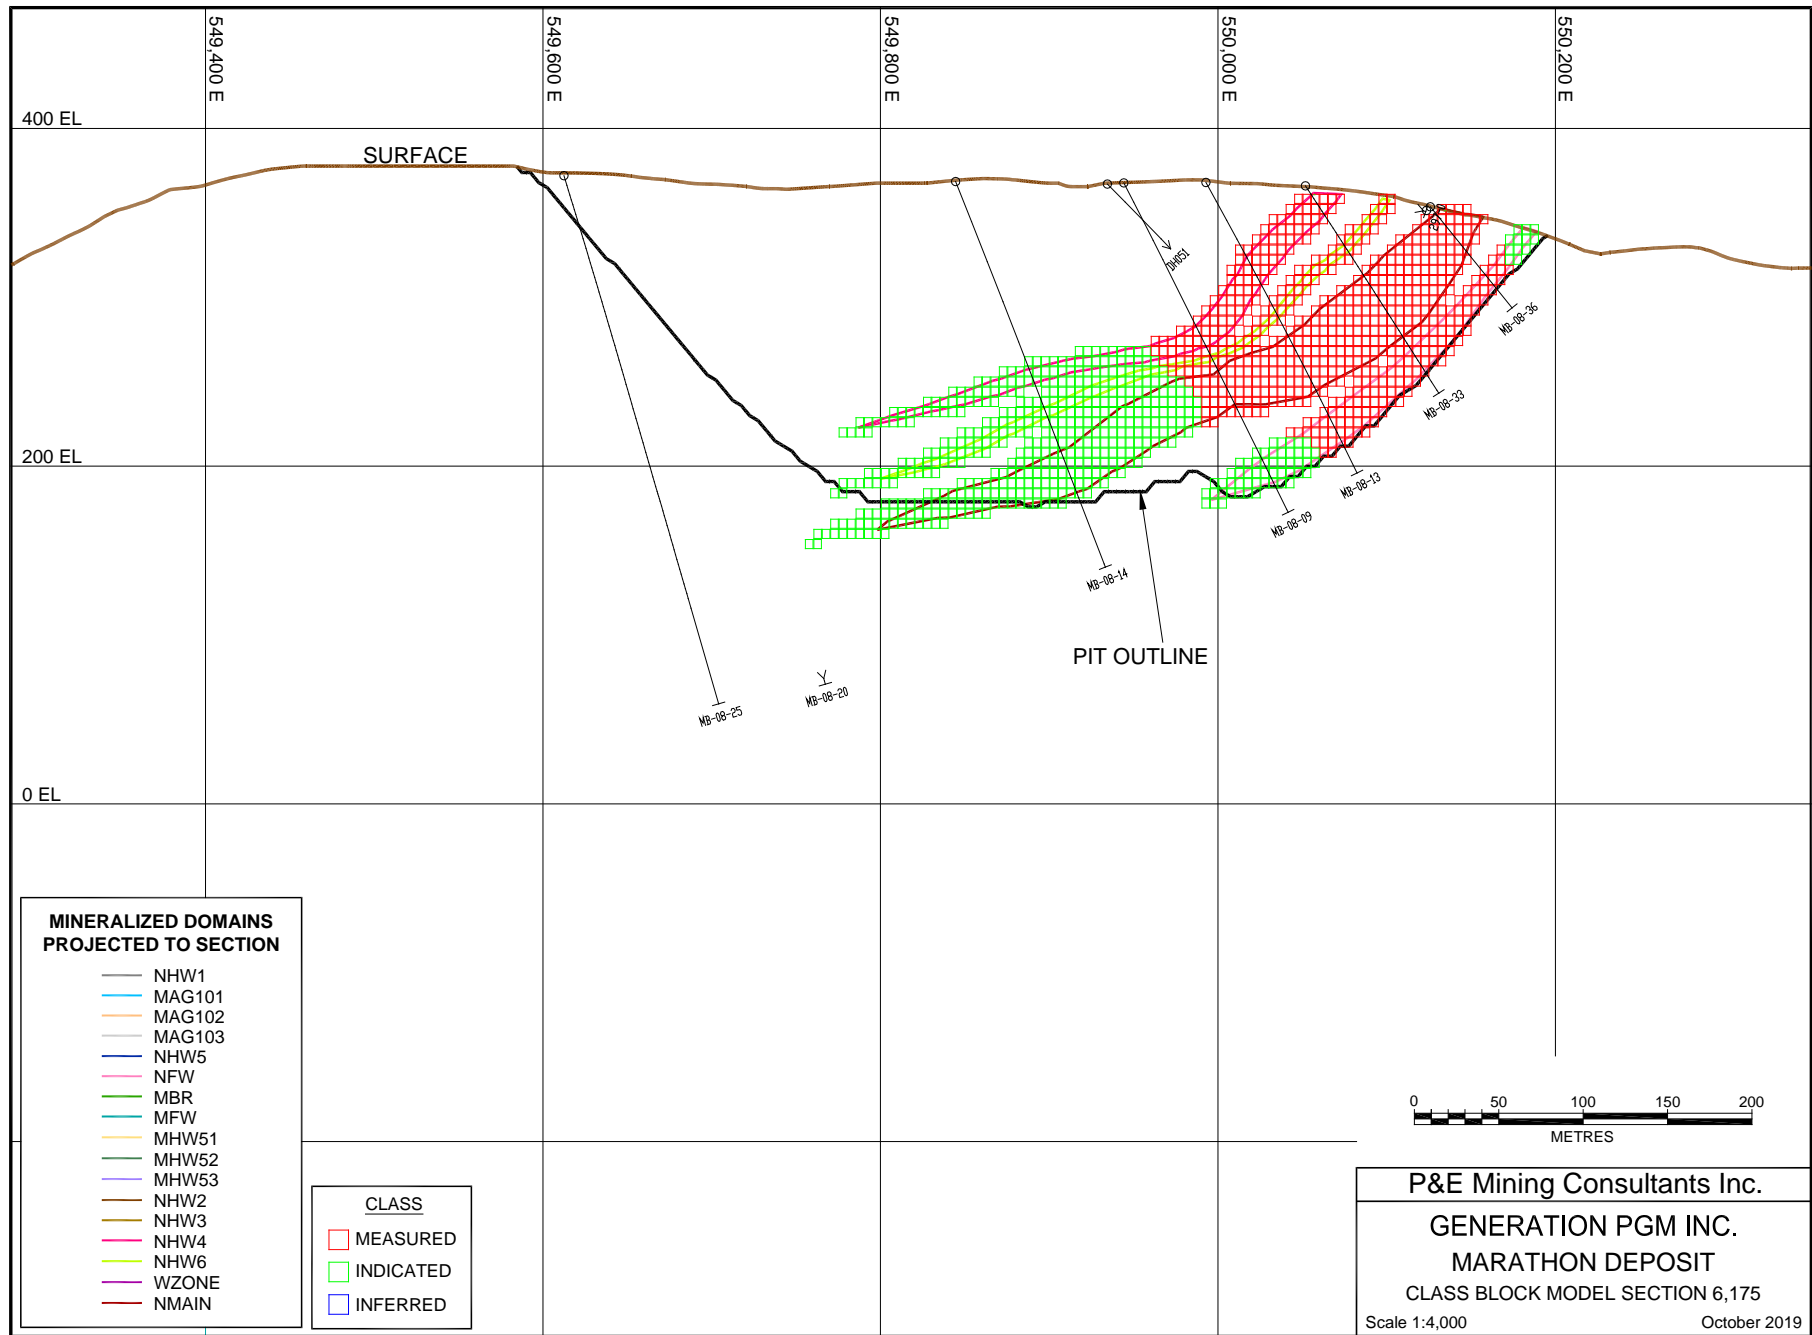 549,400 E
549,600 E
549,800 E
550,000 E
550,200 E
400 EL
SURFACE
DH051
MB-08-36
MB-08-33
MB-08-13
MB-08-09
MB-08-14
200 EL
PIT OUTLINE
MB-08-20
MB-08-25
0 EL
MINERALIZED DOMAINS
PROJECTED TO SECTION
NHW1
MAG101
MAG102
MAG103
NHW5
NFW
MBR
MFW
MHW51
MHW52
MHW53
NHW2
NHW3
NHW4
NHW6
WZONE
NMAIN
CLASS
MEASURED
INDICATED
INFERRED
0 50 100 150 200
METRES
P&E Mining Consultants Inc.
GENERATION PGM INC.
MARATHON DEPOSIT
CLASS BLOCK MODEL SECTION 6,175
Scale 1:4,000 October 2019